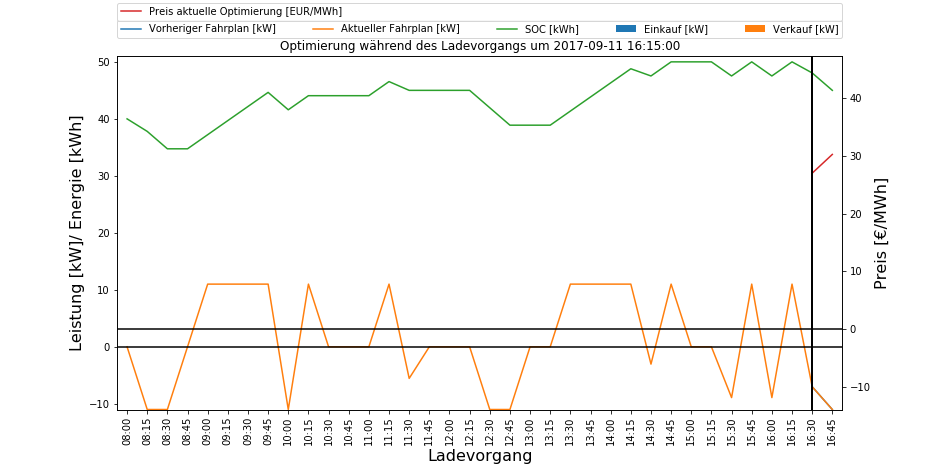 Preis aktuelle Optimierung [EUR/MWh]
Vorheriger Fahrplan [kW] Aktueller Fahrplan [kW] SOC [kWh] Einkauf [kW] Verkauf [kW]
Optimierung während des Ladevorgangs um 2017-09-11 16:15:00
Leistung [kW]/ Energie [kWh]
50
40
30
20
10
0
−10
40
30
20
10
0
−10
Preis [€/MWh]
08:00 08:15 08:30 08:45 09:00 09:15 09:30 09:45 10:00 10:15 10:30 10:45 11:00 11:15 11:30 11:45 12:00 12:15 12:30 12:45 13:00 13:15 13:30 13:45 14:00 14:15 14:30 14:45 15:00 15:15 15:30 15:45 16:00 16:15 16:30 16:45
Ladevorgang